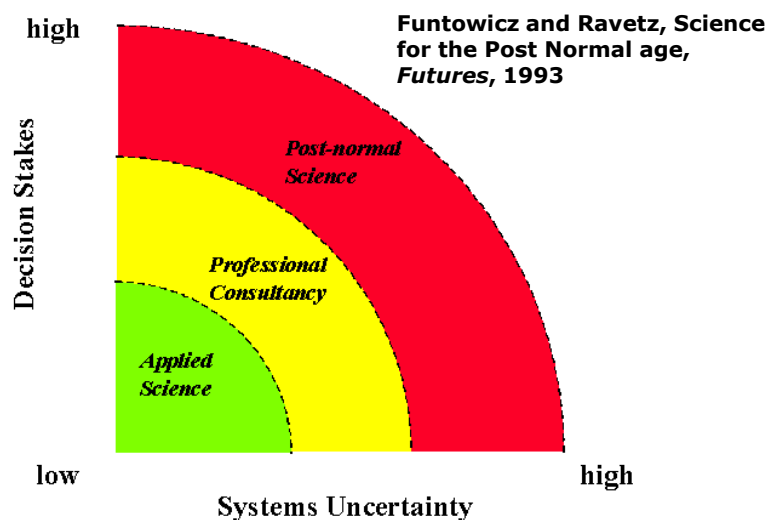 high
Funtowicz and Ravetz, Science
for the Post Normal age,
Futures, 1993
Decision Stakes
Post-normal
Science
Professional
Consultancy
Applied
Science
low
high
Systems Uncertainty